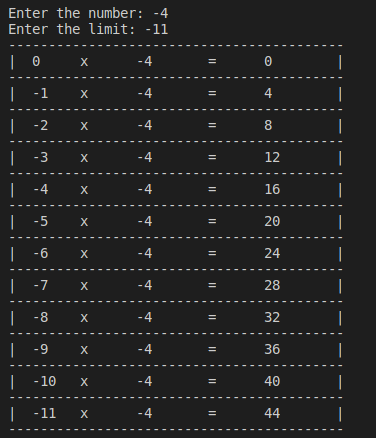 Enter the number: -4
Enter the limit: -11
------------------------------------------
|  0     x      -4       =      0        |
------------------------------------------
|  -1    x      -4       =      4        |
------------------------------------------
|  -2    x      -4       =      8        |
------------------------------------------
|  -3    x      -4       =      12       |
------------------------------------------
|  -4    x      -4       =      16       |
------------------------------------------
|  -5    x      -4       =      20       |
------------------------------------------
|  -6    x      -4       =      24       |
------------------------------------------
|  -7    x      -4       =      28       |
------------------------------------------
|  -8    x      -4       =      32       |
------------------------------------------
|  -9    x      -4       =      36       |
------------------------------------------
|  -10   x      -4       =      40       |
------------------------------------------
|  -11   x      -4       =      44       |
------------------------------------------